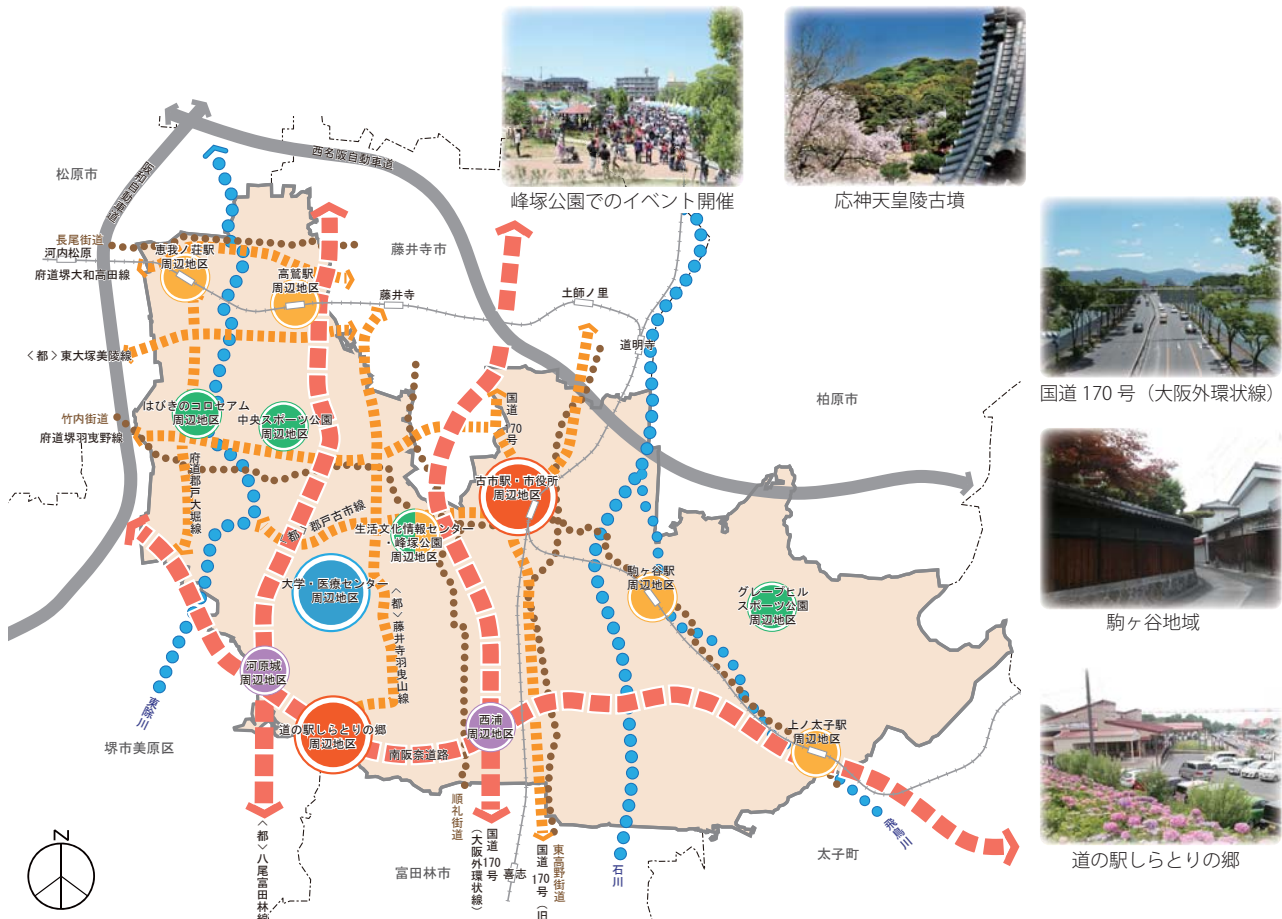 峰塚公園でのイベント開催
応神天皇陵古墳
国道 170 号（大阪外環状線）
駒ヶ谷地域
道の駅しらとりの郷
松原市
阪和自動車道
西名阪自動車道
長尾街道
河内松原
府道堺大和高田線
恵我ノ荘駅
周辺地区
高鷲駅
周辺地区
藤井寺市
藤井寺
土師ノ里
道明寺
柏原市
〈都〉東大塚美陵線
はびきのコロセアム
周辺地区
中央スポーツ公園
周辺地区
竹内街道
府道堺羽曳野線
国道170号
府道郡戸大堀線
古市駅・市役所
周辺地区
〈都〉郡戸古市線
生活文化情報センター
・峰塚公園
周辺地区
大学・医療センター
周辺地区
〈都〉藤井寺羽曳山線
駒ヶ谷駅
周辺地区
グレープヒル
スポーツ公園
周辺地区
河原城
周辺地区
東除川
堺市美原区
道の駅しらとりの郷
周辺地区
南阪奈道路
西浦
周辺地区
上ノ太子駅
周辺地区
飛鳥川
太子町
順礼街道
〈都〉八尾富田林線
富田林市
国道170号
（大阪外環状線）
喜志
国道170号（旧
東高野街道
石川
N